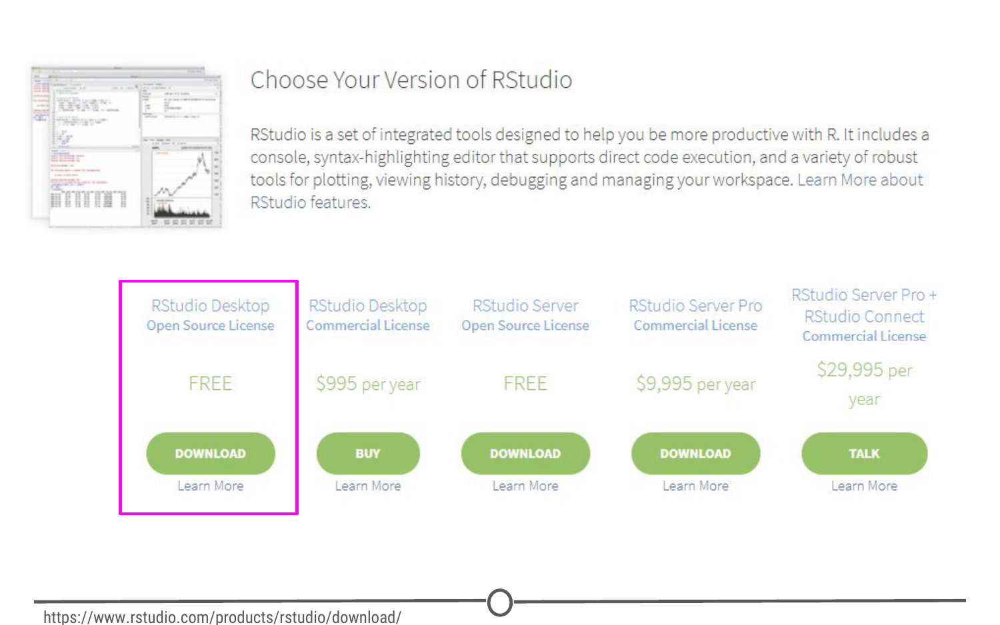 Choose Your Version of RStudio
RStudio is a set of integrated tools designed to help you be more productive with R. It includes a
console, syntax-highlighting editor that supports direct code execution, and a variety of robust
tools for plotting, viewing history, debugging and managing your workspace. Learn More about
RStudio features.
RStudio Desktop
Open Source License
FREE
DOWNLOAD
Learn More
RStudio Desktop
Commercial License
$995 per year
BUY
Learn More
RStudio Server
Open Source License
FREE
DOWNLOAD
Learn More
RStudio Server Pro
Commercial License
$9,995 per year
DOWNLOAD
Learn More
RStudio Server Pro +
RStudio Connect
Commercial License
$29,995 per
year
TALK
Learn More
https://www.rstudio.com/products/rstudio/download/